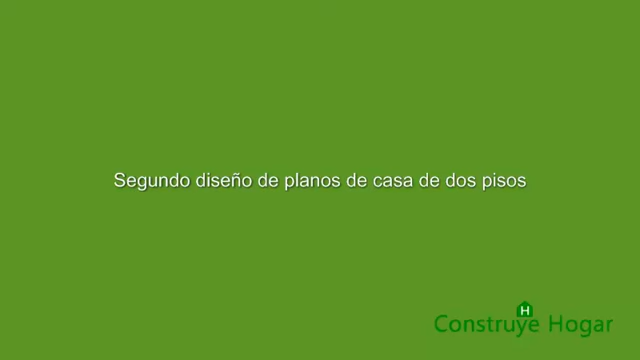 Segundo diseño de planos de casa de dos pisos
H
Construye Hogar